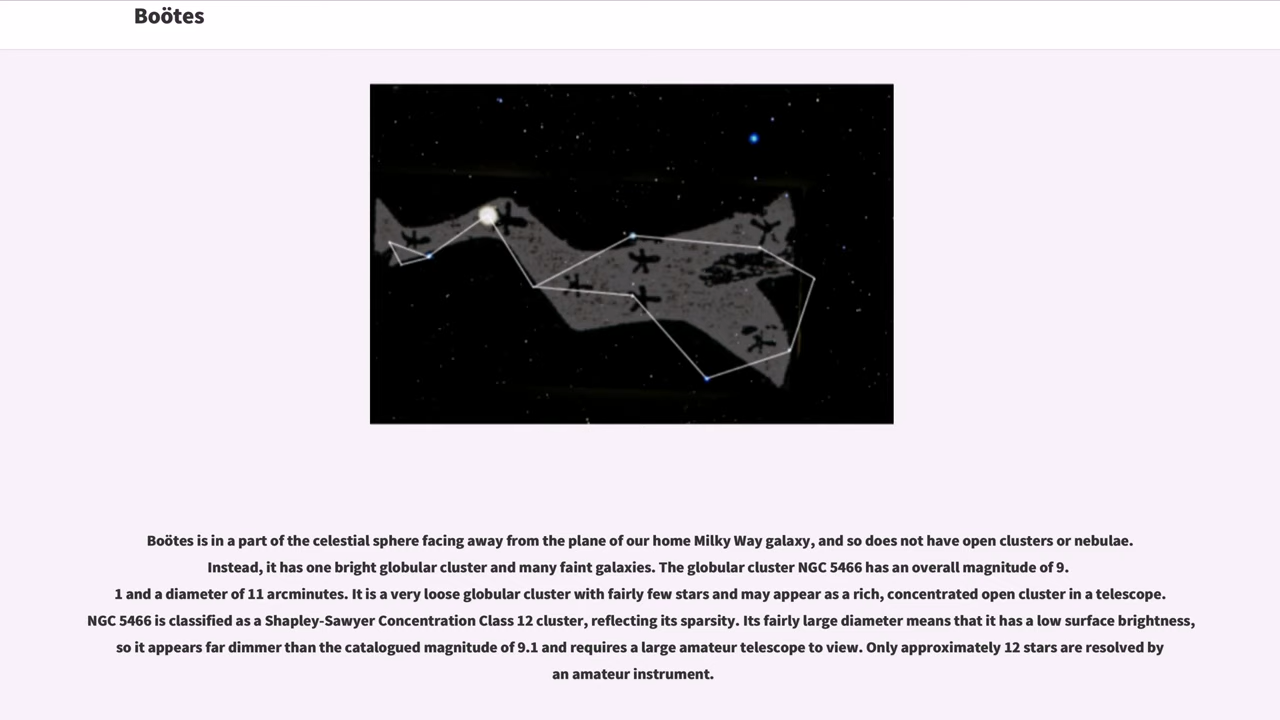 Boötes
Boötes is in a part of the celestial sphere facing away from the plane of our home Milky Way galaxy, and so does not have open clusters or nebulae.
Instead, it has one bright globular cluster and many faint galaxies. The globular cluster NGC 5466 has an overall magnitude of 9.
1 and a diameter of 11 arcminutes. It is a very loose globular cluster with fairly few stars and may appear as a rich, concentrated open cluster in a telescope.
NGC 5466 is classified as a Shapley-Sawyer Concentration Class 12 cluster, reflecting its sparsity. Its fairly large diameter means that it has a low surface brightness,
so it appears far dimmer than the catalogued magnitude of 9.1 and requires a large amateur telescope to view. Only approximately 12 stars are resolved by
an amateur instrument.